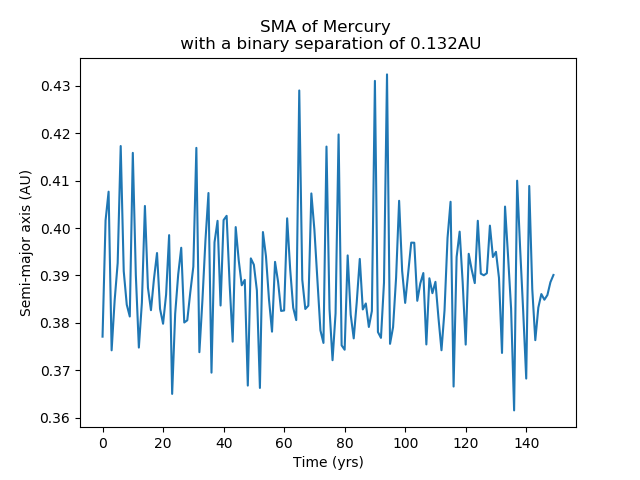 SMA of Mercury
with a binary separation of 0.132AU
0.43
0.42
0.41
0.40
0.39
0.38
0.37
0.36
Semi-major axis (AU)
0 20 40 60 80 100 120 140
Time (yrs)